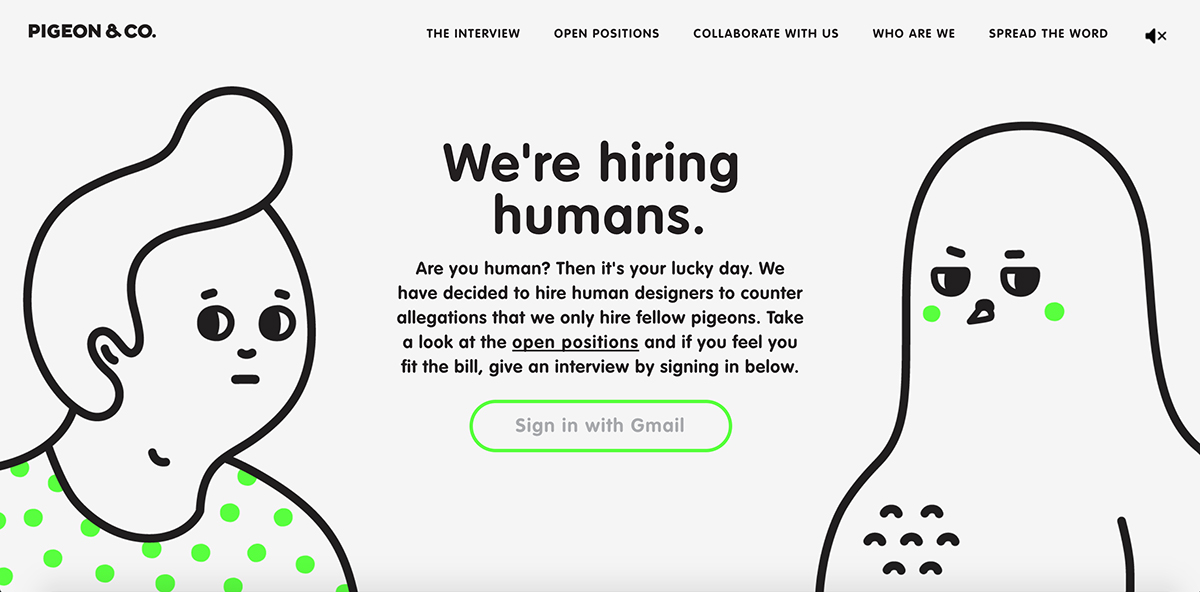 PIGEON & CO.
THE INTERVIEW
OPEN POSITIONS
COLLABORATE WITH US
WHO ARE WE
SPREAD THE WORD
We're hiring
humans.
Are you human? Then it's your lucky day. We
have decided to hire human designers to counter
allegations that we only hire fellow pigeons. Take
a look at the open positions and if you feel you
fit the bill, give an interview by signing in below.
Sign in with Gmail